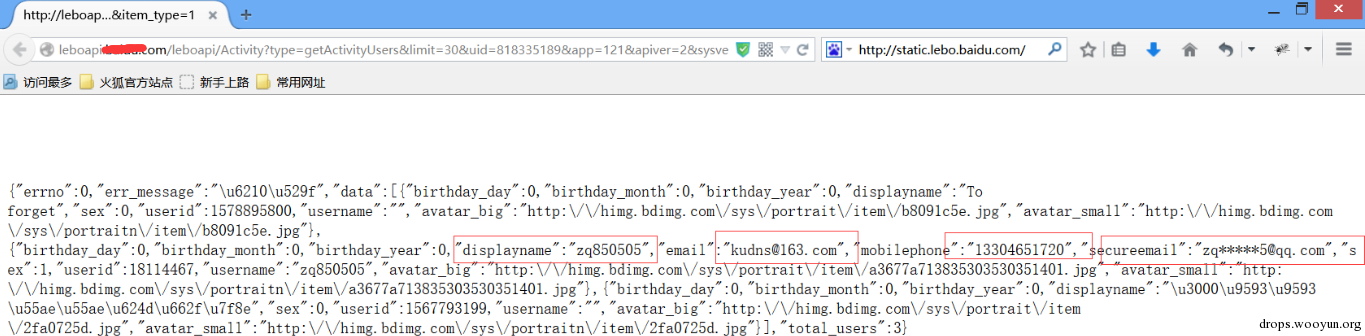 http://leboap...&item_type=1
leboapi.baidu.com/leboapi/Activity?type=getActivityUsers&limit=30&uid=818335189&app=121&apiver=2&sysve
http://static.lebo.baidu.com/
访问最多 火狐官方站点 新手上路 常用网址
{"errno":0,"err_message":"\u6210\u529f","data":[{"birthday_day":0,"birthday_month":0,"birthday_year":0,"displayname":"To
forget","sex":0,"userid":1578895800,"username":"","avatar_big":"http:\/\/himg.bdimg.com\/sys\/portrait\/item\/b8091c5e.jpg","avatar_small":"http:\/\/himg.bdimg.com
\/sys\/portraitn\/item\/b8091c5e.jpg"},
{"birthday_day":0,"birthday_month":0,"birthday_year":0,"displayname":"zq850505","email":"kudns@163.com","mobilephone":"13304651720","secureemail":"zq*****5@qq.com","s
ex":1,"userid":18114467,"username":"zq850505","avatar_big":"http:\/\/himg.bdimg.com\/sys\/portrait\/item\/a3677a713835303530351401.jpg","avatar_small":"http:
\/\/himg.bdimg.com\/sys\/portraitn\/item\/a3677a713835303530351401.jpg"},{"birthday_day":0,"birthday_month":0,"birthday_year":0,"displayname":"\u3000\u9593\u9593
\u55ae\u55ae\u624d\u662f\u7f8e","sex":0,"userid":1567793199,"username":"","avatar_big":"http:\/\/himg.bdimg.com\/sys\/portrait\/item
\/2fa0725d.jpg","avatar_small":"http:\/\/himg.bdimg.com\/sys\/portraitn\/item\/2fa0725d.jpg"}],"total_users":3}
drops.wooyun.org